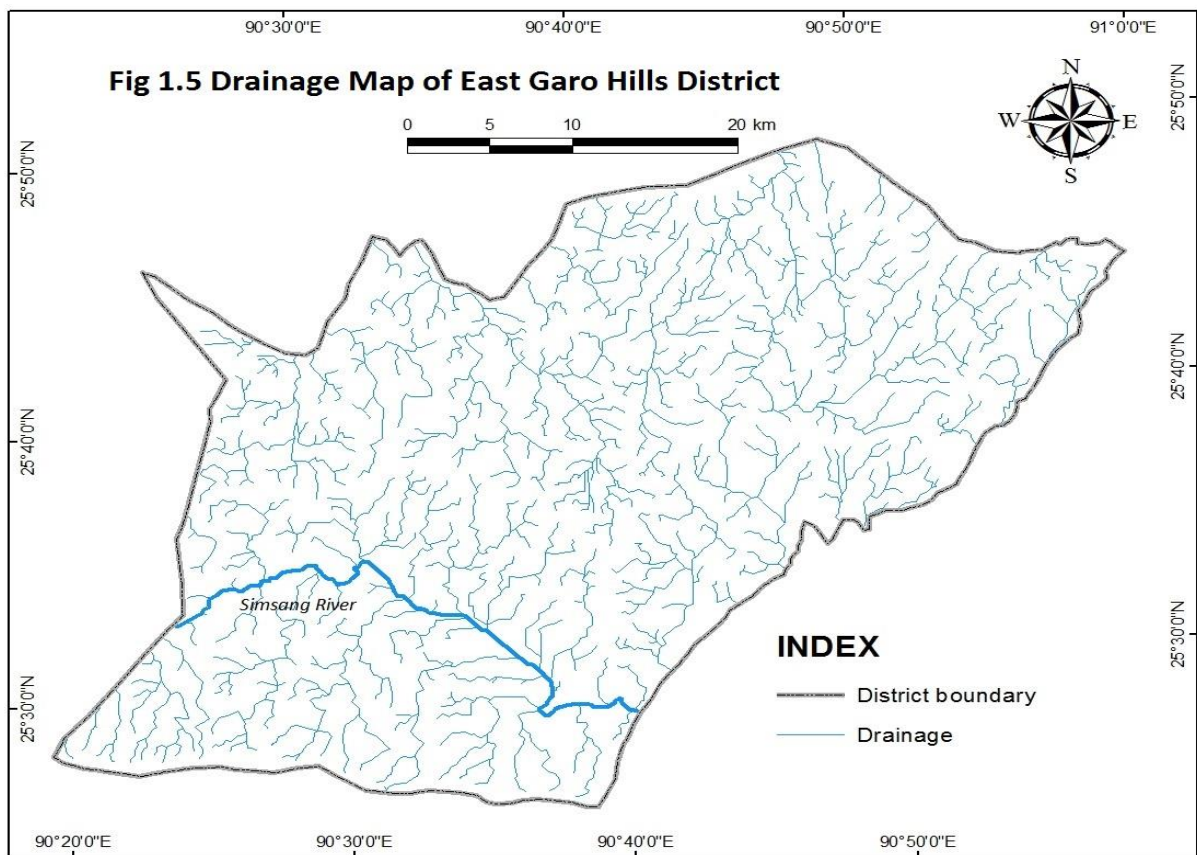 90°30'0"E 90°40'0"E 90°50'0"E 91°0'0"E
Fig 1.5 Drainage Map of East Garo Hills District
0 5 10 20 km
N
W E
S
25°50'0"N
25°50'0"N
25°40'0"N
25°40'0"N
Simsang River
25°30'0"N
INDEX
25°30'0"N
District boundary
Drainage
90°20'0"E 90°30'0"E 90°40'0"E 90°50'0"E